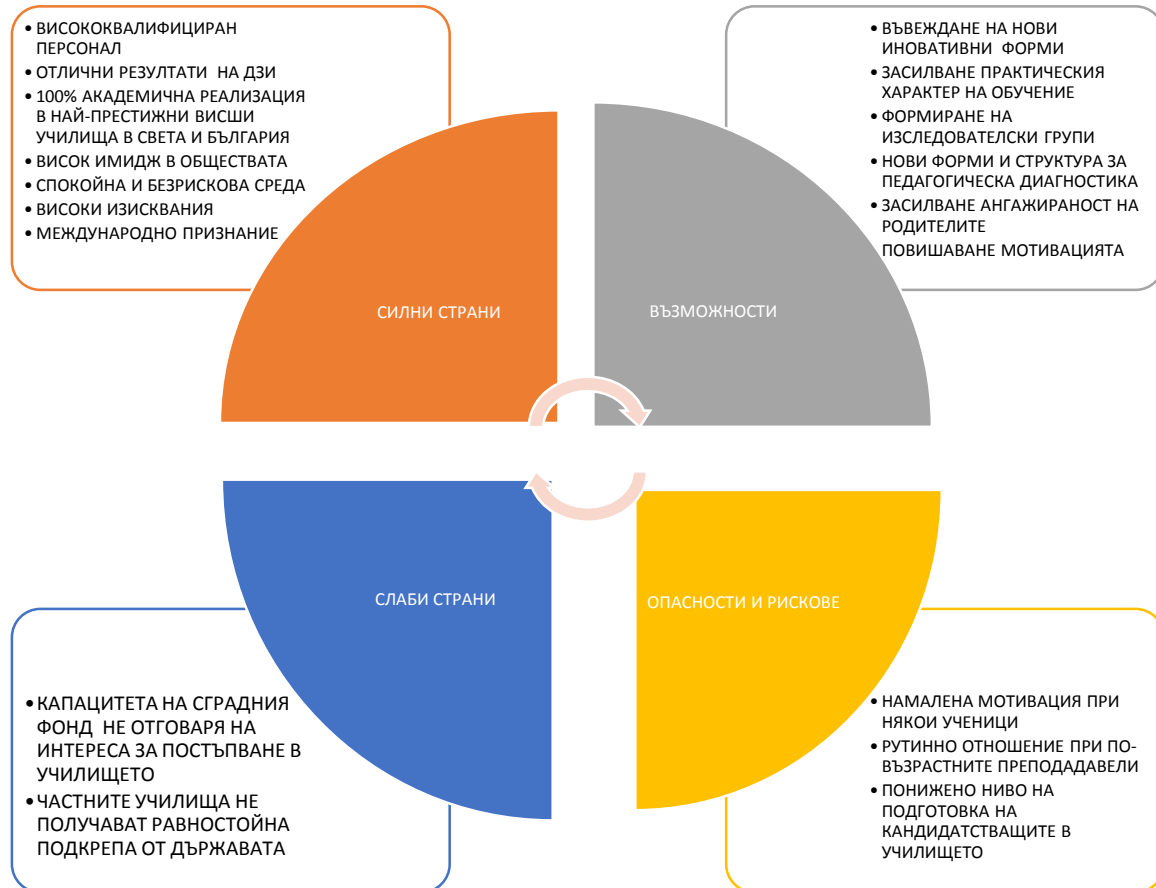 • ВИСОКОКВАЛИФИЦИРАН
ПЕРСОНАЛ
• ОТЛИЧНИ РЕЗУЛТАТИ НА ДЗИ
• 100% АКАДЕМИЧНА РЕАЛИЗАЦИЯ
В НАЙ-ПРЕСТИЖНИ ВИСШИ
УЧИЛИЩА В СВЕТА И БЪЛГАРИЯ
• ВИСОК ИМИДЖ В ОБЩЕСТВАТА
• СПОКОЙНА И БЕЗРИСКОВА СРЕДА
• ВИСОКИ ИЗИСКВАНИЯ
• МЕЖДУНАРОДНО ПРИЗНАНИЕ
• ВЪВЕЖДАНЕ НА НОВИ
ИНОВАТИВНИ ФОРМИ
• ЗАСИЛВАНЕ ПРАКТИЧЕСКИЯ
ХАРАКТЕР НА ОБУЧЕНИЕ
• ФОРМИРАНЕ НА
ИЗСЛЕДОВАТЕЛСКИ ГРУПИ
• НОВИ ФОРМИ И СТРУКТУРА ЗА
ПЕДАГОГИЧЕСКА ДИАГНОСТИКА
• ЗАСИЛВАНЕ АНГАЖИРАНОСТ НА
РОДИТЕЛИТЕ
ПОВИШАВАНЕ МОТИВАЦИЯТА
СИЛНИ СТРАНИ
ВЪЗМОЖНОСТИ
СЛАБИ СТРАНИ
ОПАСНОСТИ И РИСКОВЕ
• КАПАЦИТЕТА НА СГРАДНИЯ
ФОНД НЕ ОТГОВАРЯ НА
ИНТЕРЕСА ЗА ПОСТЪПВАНЕ В
УЧИЛИЩЕТО
• ЧАСТНИТЕ УЧИЛИЩА НЕ
ПОЛУЧАВАТ РАВНОСТОЙНА
ПОДКРЕПА ОТ ДЪРЖАВАТА
• НАМАЛЕНА МОТИВАЦИЯ ПРИ
НЯКОИ УЧЕНИЦИ
• РУТИННО ОТНОШЕНИЕ ПРИ ПО-
ВЪЗРАСТНИТЕ ПРЕПОДАДАВЕЛИ
• ПОНИЖЕНО НИВО НА
ПОДГОТОВКА НА
КАНДИДАТСТВАЩИТЕ В
УЧИЛИЩЕТО